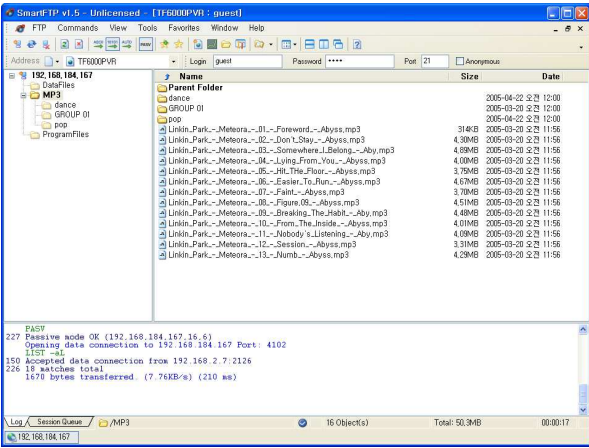 SmartFTP v1.5 - Unlicensed - [TF6000PVR : guest]
FTP Commands View Tools Favorites Window Help
Address TF6000PVR Login guest Password •••• Port 21 Anonymous
192, 168, 184, 167
DataFiles
MP3
dance
GROUP 01
pop
ProgramFiles
Name Size Date
Parent Folder
dance 2005-04-22 오전 12:00
GROUP 01 2005-03-20 오전 12:00
pop 2005-04-22 오전 12:00
Linkin_Park_-_Meteora_-_01_-_Foreword_-_Abyss,mp3 314KB 2005-03-20 오전 11:56
Linkin_Park_-_Meteora_-_02_-_Don't_Stay_-_Abyss,mp3 4,30MB 2005-03-20 오전 11:56
Linkin_Park_-_Meteora_-_03_-_Somewhere_I_Belong_-_Aby,mp3 4,89MB 2005-03-20 오전 11:56
Linkin_Park_-_Meteora_-_04_-_Lying_From_You_-_Abyss,mp3 4,00MB 2005-03-20 오전 11:56
Linkin_Park_-_Meteora_-_05_-_Hit_THe_Floor_-_Abyss,mp3 3,75MB 2005-03-20 오전 11:56
Linkin_Park_-_Meteora_-_06_-_Easier_To_Run_-_Abyss,mp3 4,67MB 2005-03-20 오전 11:56
Linkin_Park_-_Meteora_-_07_-_Faint_-_Abyss,mp3 3,70MB 2005-03-20 오전 11:56
Linkin_Park_-_Meteora_-_08_-_Figure,09_-_Abyss,mp3 4,51MB 2005-03-20 오전 11:56
Linkin_Park_-_Meteora_-_09_-_Breaking_The_Habit_-_Aby,mp3 4,48MB 2005-03-20 오전 11:56
Linkin_Park_-_Meteora_-_10_-_From_The_Inside_-_Abyss,mp3 4,01MB 2005-03-20 오전 11:56
Linkin_Park_-_Meteora_-_11_-_Nobody's_Listening_-_Aby,mp3 4,09MB 2005-03-20 오전 11:56
Linkin_Park_-_Meteora_-_12_-_Session_-_Abyss,mp3 3,31MB 2005-03-20 오전 11:56
Linkin_Park_-_Meteora_-_13_-_Numb_-_Abyss,mp3 4,29MB 2005-03-20 오전 11:56
PASV
227 Passive mode OK (192,168,184,167,16,6)
Opening data connection to 192.168.184.167 Port: 4102
LIST -aL
150 Accepted data connection from 192.168.2.7:2126
226 18 matches total
1670 bytes transferred. (7.76KB/s) (210 ms)
Log Session Queue /MP3 16 Object(s) Total: 50,3MB 00:00:17
192, 168, 184, 167